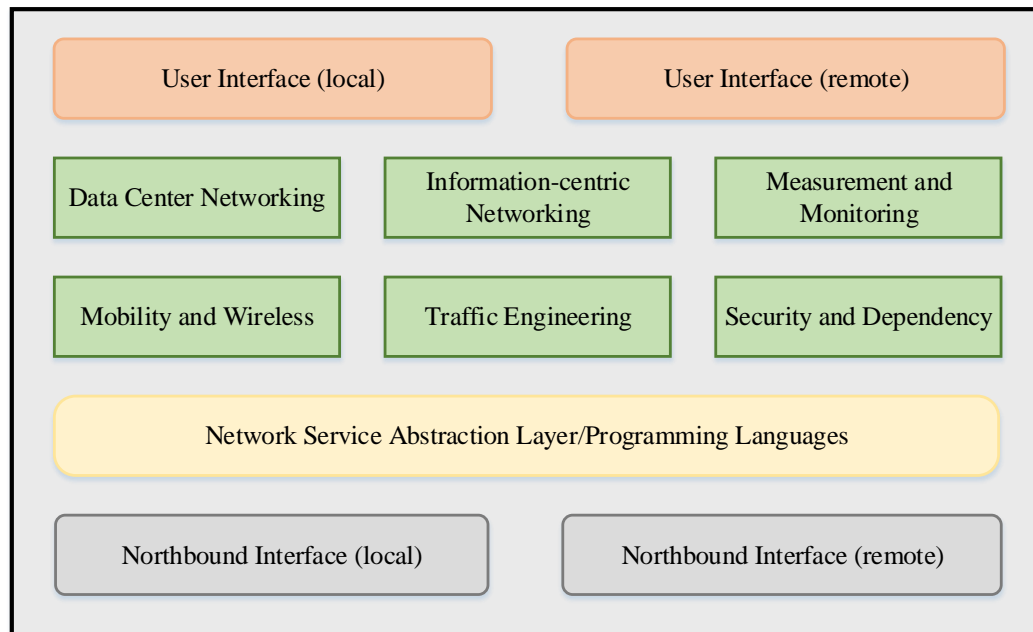 User Interface (local)
User Interface (remote)
Data Center Networking
Information-centric
Networking
Measurement and
Monitoring
Mobility and Wireless
Traffic Engineering
Security and Dependency
Network Service Abstraction Layer/Programming Languages
Northbound Interface (local)
Northbound Interface (remote)